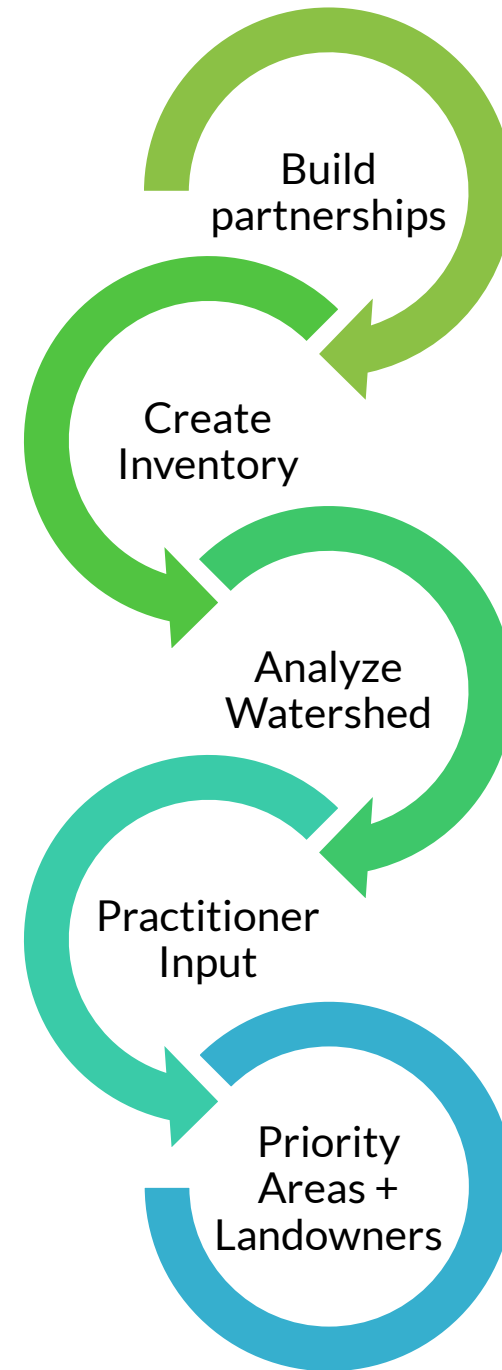 Build
partnerships
Create
Inventory
Analyze
Watershed
Practitioner
Input
Priority
Areas +
Landowners